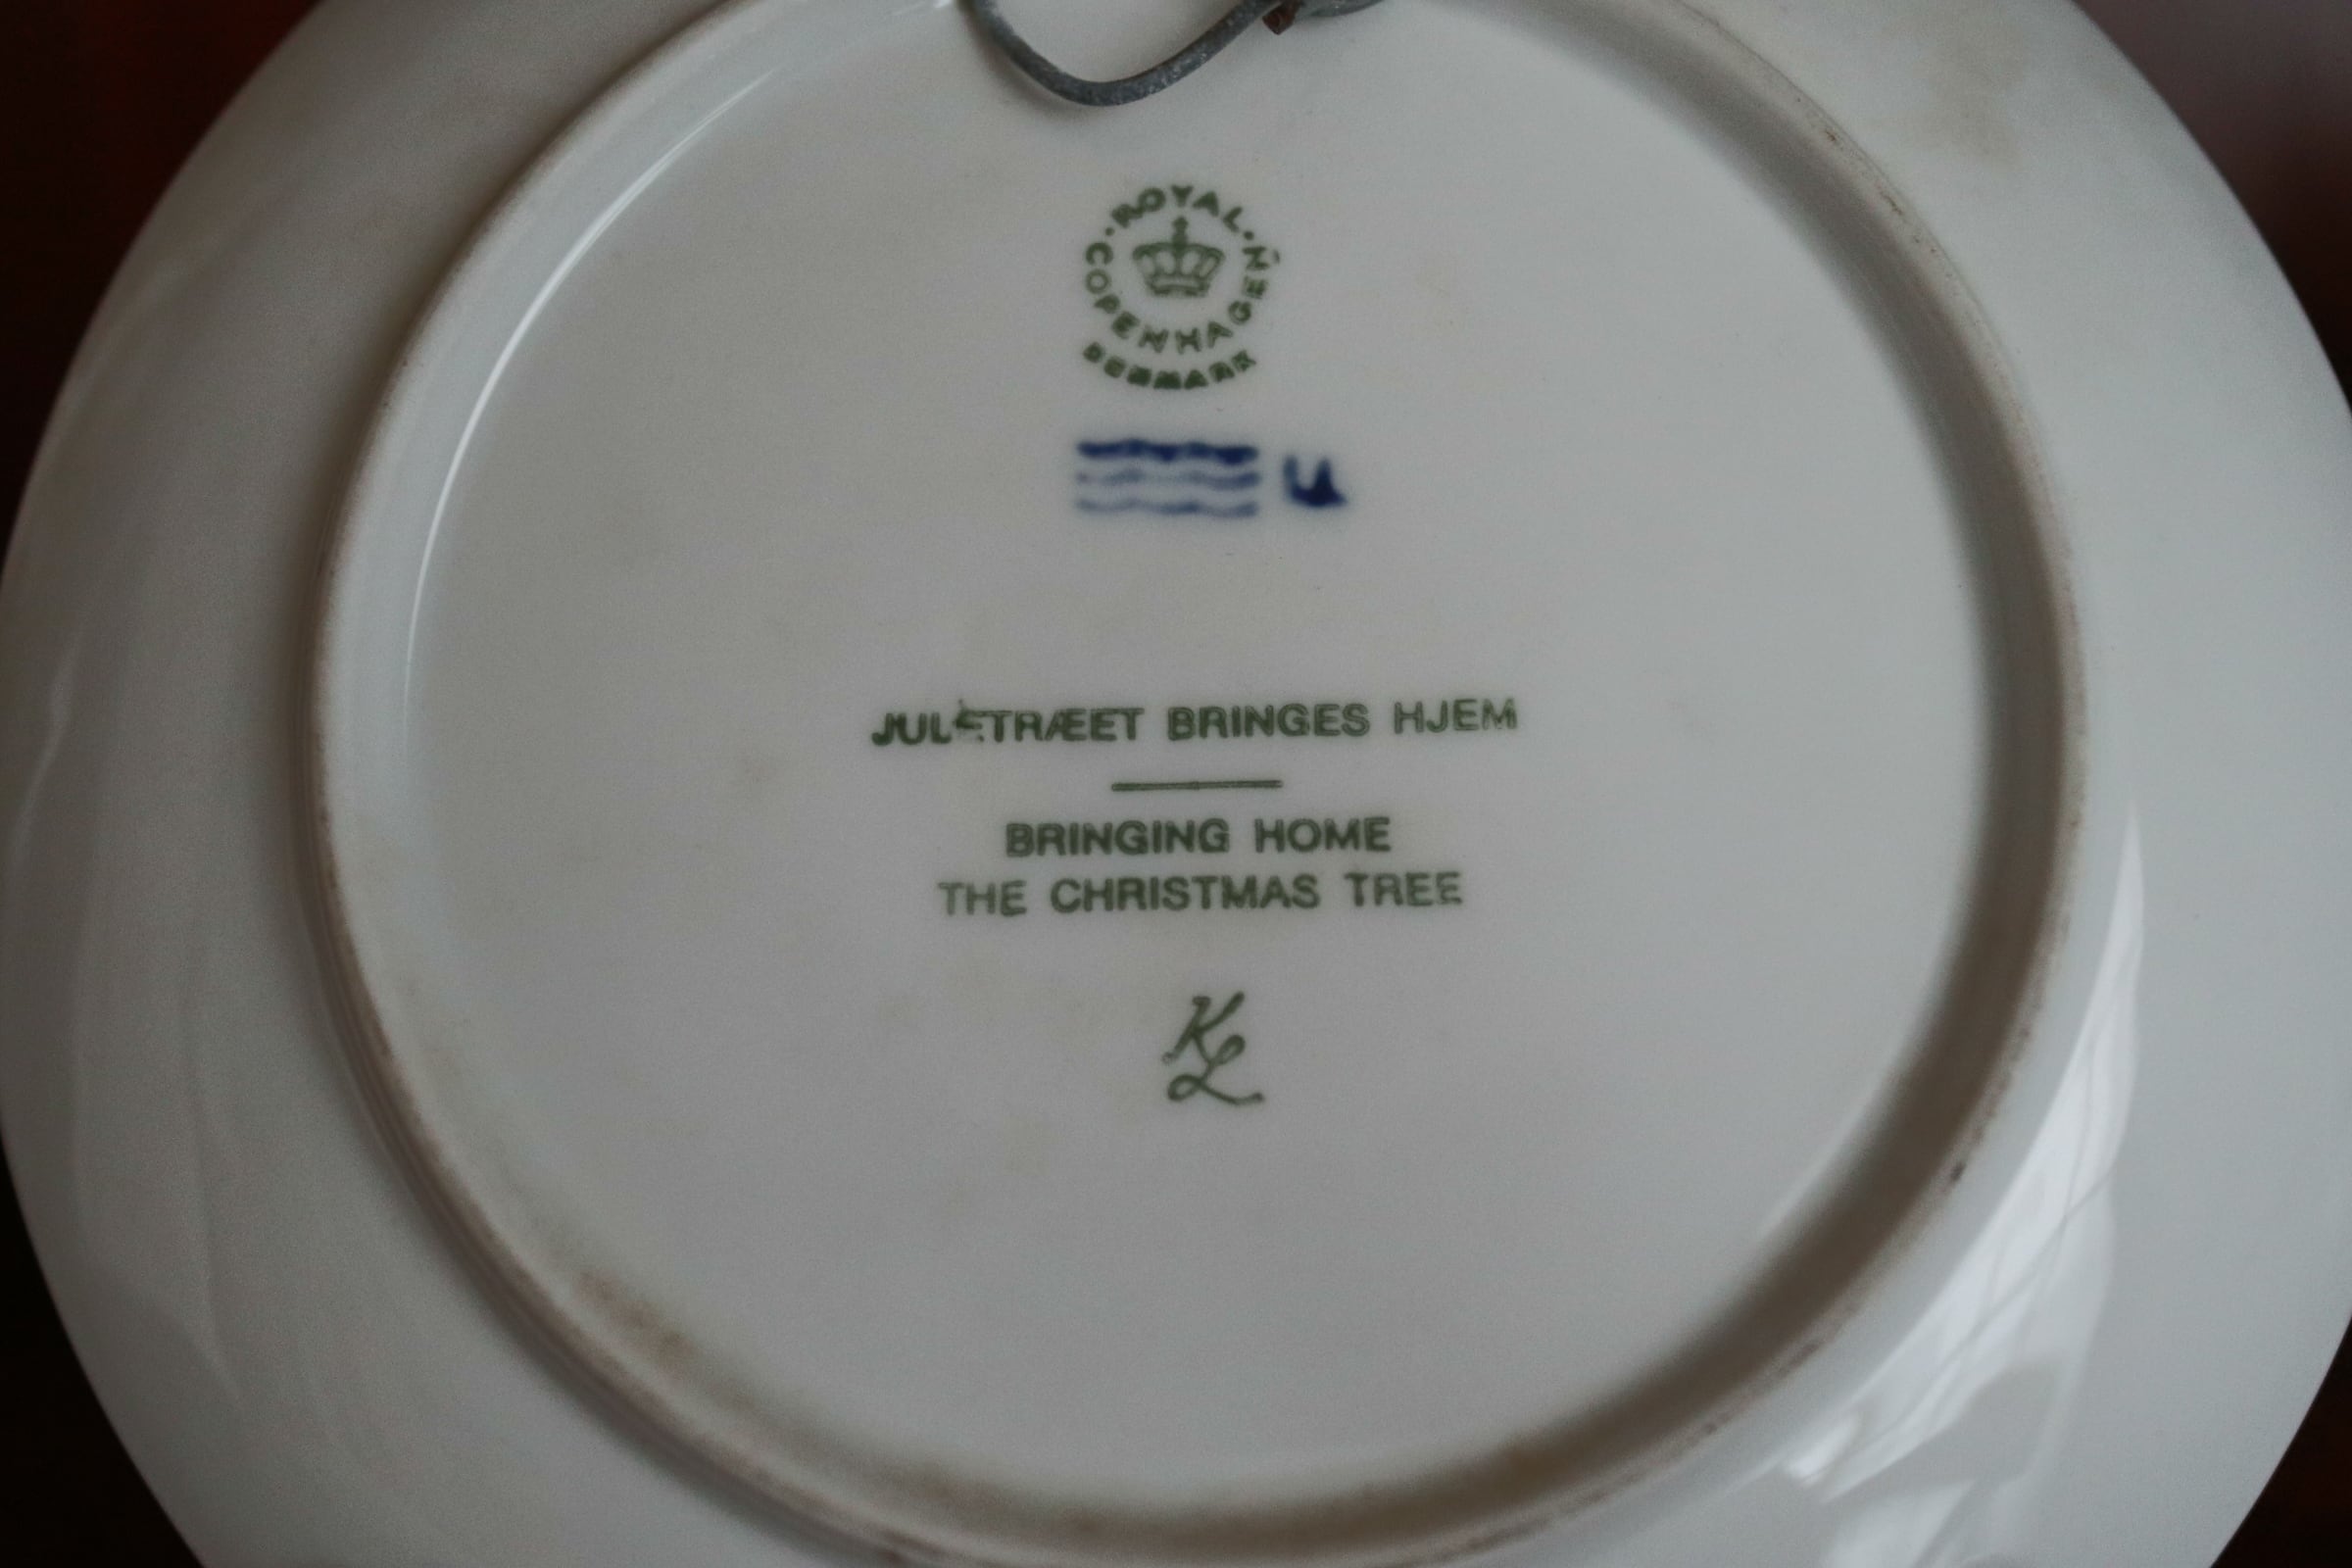 ROYAL
COPENHAGEN
DENMARK
JULETRÆET BRINGES HJEM
BRINGING HOME
THE CHRISTMAS TREE
KL